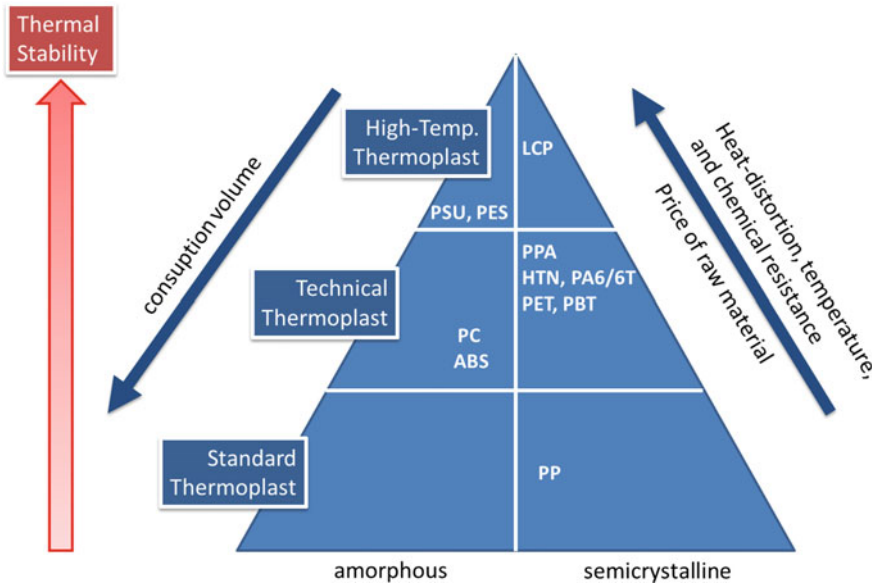 Thermal
Stability
consuption volume
High-Temp.
Thermoplast
LCP
PSU, PES
Technical
Thermoplast
PPA
HTN, PA6/6T
PET, PBT
PC
ABS
Standard
Thermoplast
PP
Heat-distortion, temperature,
and chemical resistance
Price of raw material
amorphous
semicrystalline